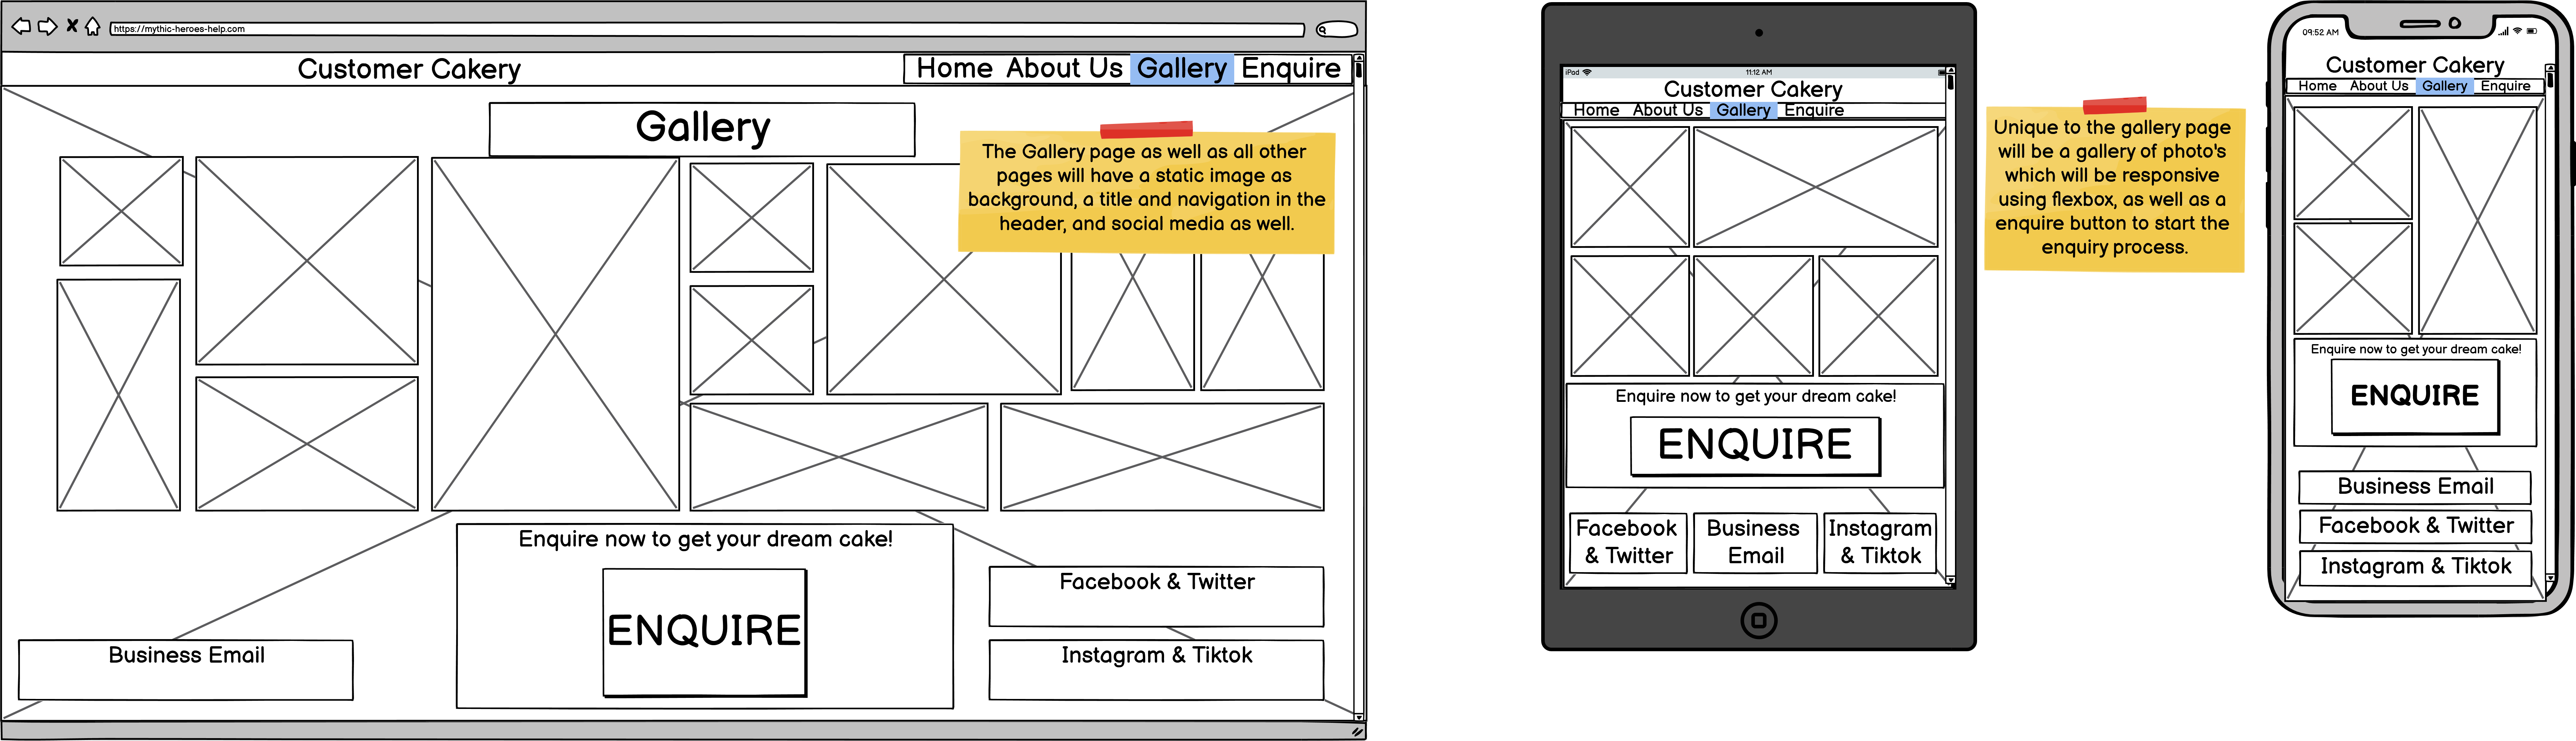 https://mythic-heroes-help.com
Customer Cakery
Home About Us Gallery Enquire
Gallery
The Gallery page as well as all other
pages will have a static image as
background, a title and navigation in the
header, and social media as well.
Enquire now to get your dream cake!
ENQUIRE
Business Email
Facebook & Twitter
Instagram & Tiktok
iPad
11:12 AM
Customer Cakery
Home About Us Gallery Enquire
Enquire now to get your dream cake!
ENQUIRE
Facebook
& Twitter
Business
Email
Instagram
& Tiktok
Unique to the gallery page
will be a gallery of photo's
which will be responsive
using flexbox, as well as a
enquire button to start the
enquiry process.
09:52 AM
Customer Cakery
Home About Us Gallery Enquire
Enquire now to get your dream cake!
ENQUIRE
Business Email
Facebook & Twitter
Instagram & Tiktok